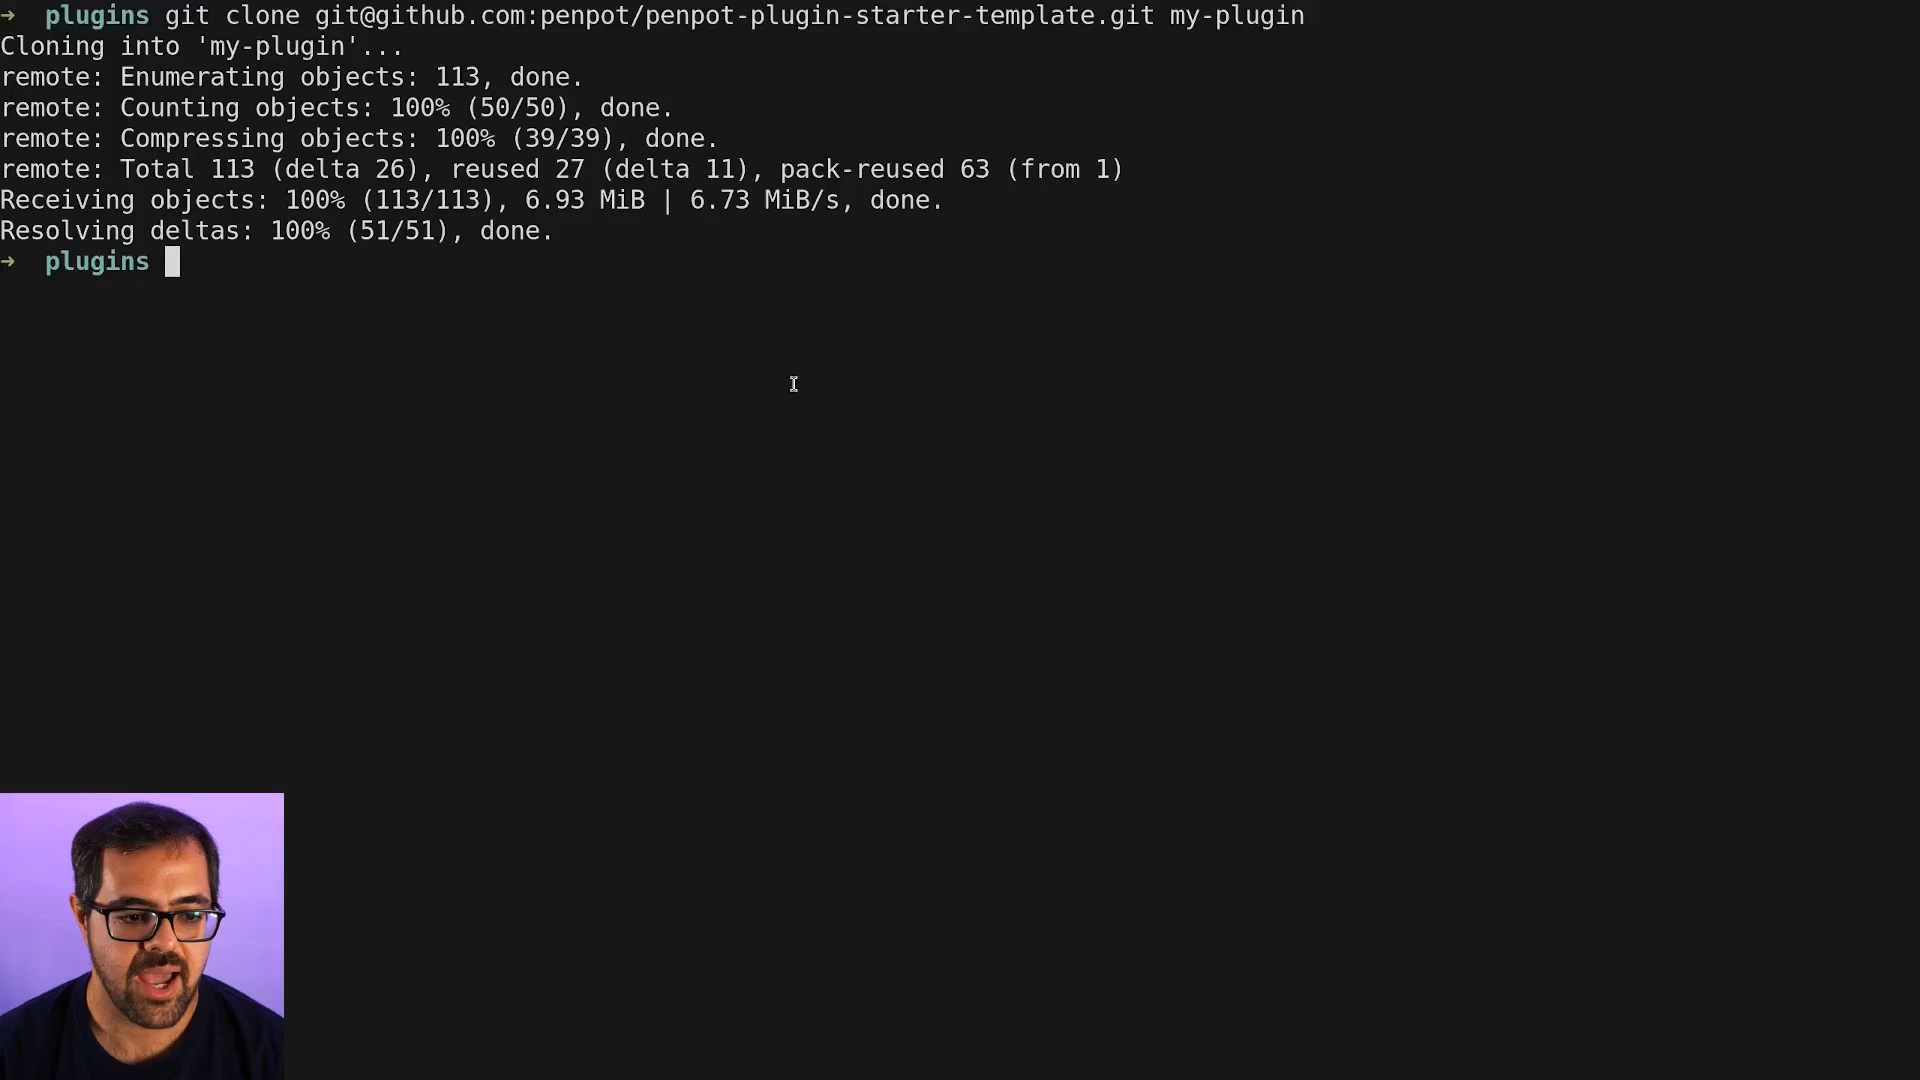 → plugins git clone git@github.com:penpot/penpot-plugin-starter-template.git my-plugin
Cloning into 'my-plugin'...
remote: Enumerating objects: 113, done.
remote: Counting objects: 100% (50/50), done.
remote: Compressing objects: 100% (39/39), done.
remote: Total 113 (delta 26), reused 27 (delta 11), pack-reused 63 (from 1)
Receiving objects: 100% (113/113), 6.93 MiB | 6.73 MiB/s, done.
Resolving deltas: 100% (51/51), done.
→ plugins